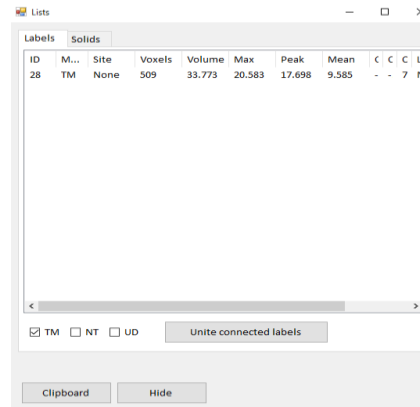 Lists
Labels Solids
ID M... Site Voxels Volume Max Peak Mean C C C L
28 TM None 509 33.773 20.583 17.698 9.585 - - 7
TM NT UD Unite connected labels
Clipboard Hide